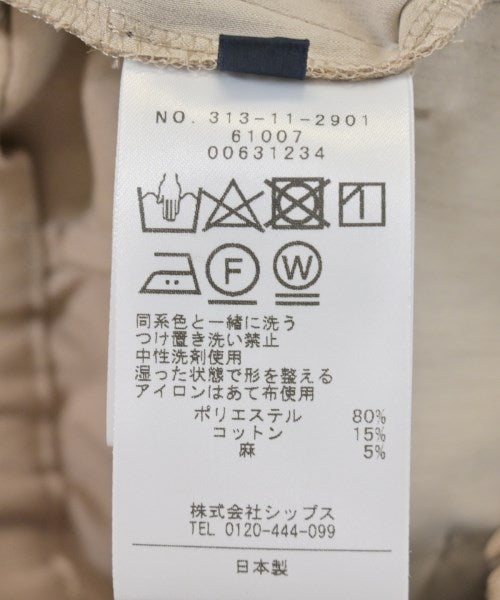 NO. 313-11-2901
61007
00631234
F W
同系色と一緒に洗う
つけ置き洗い禁止
中性洗剤使用
湿った状態で形を整える
アイロンはあて布使用
ポリエステル 80%
コットン 15%
麻 5%
株式会社シップス
TEL 0120-444-099
日本製